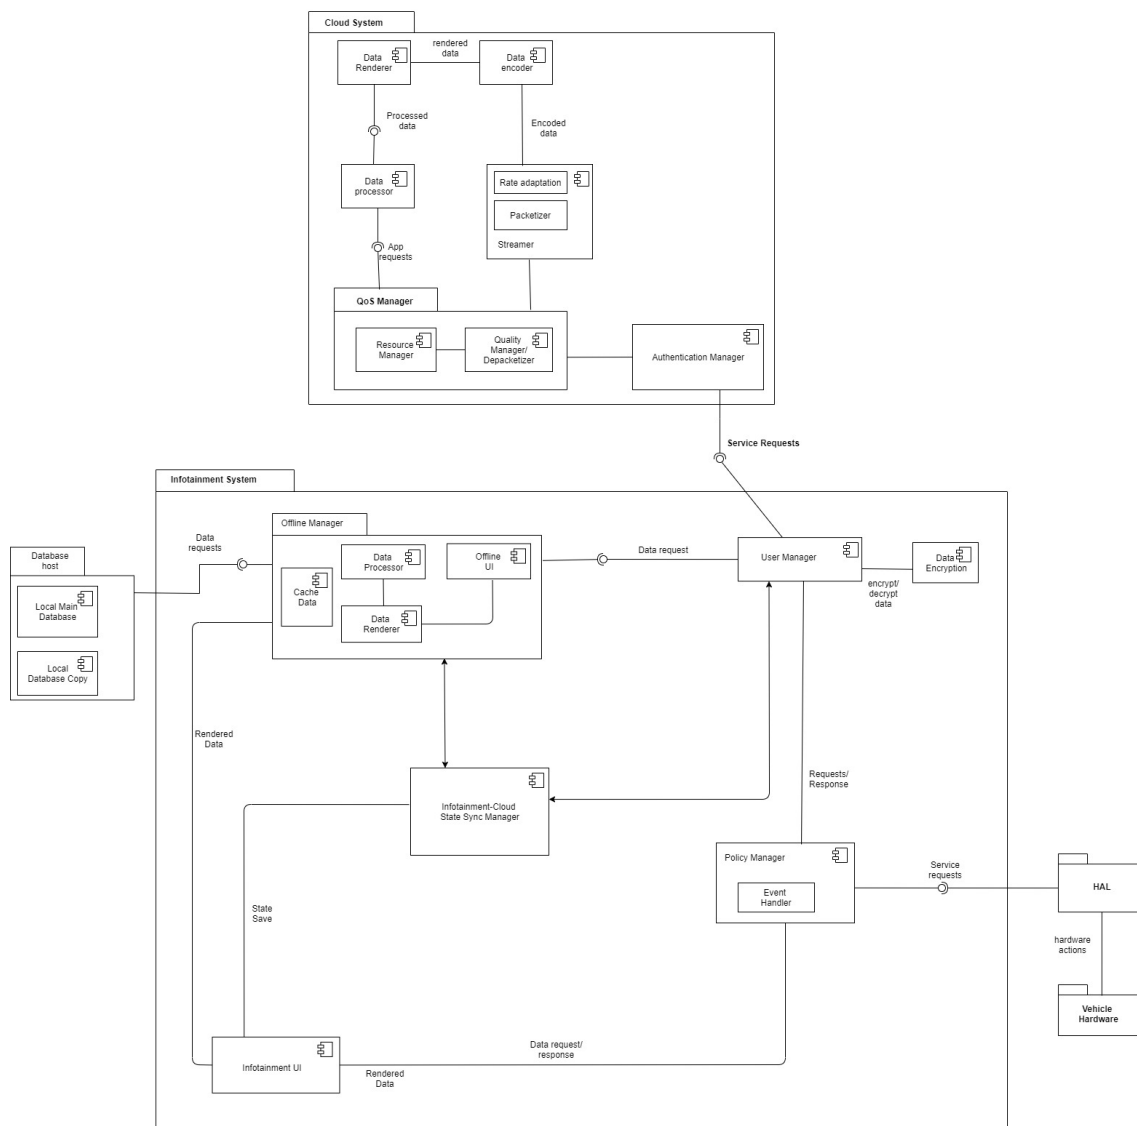 Cloud System
Data
Renderer
rendered
data
Data
encoder
Processed
data
Encoded
data
Data
processor
Rate adaptation
Packetizer
Streamer
App
requests
QoS Manager
Resource
Manager
Quality
Manager/
Depacketizer
Authentication Manager
Service Requests
Infotainment System
Offline Manager
Data
requests
Database
host
Local Main
Database
Local
Database Copy
Cache
Data
Data
Processor
Offline
UI
Data
Renderer
Data request
User Manager
Data
Encryption
encrypt/
decrypt
data
Rendered
Data
Infotainment-Cloud
State Sync Manager
Requests/
Response
Policy Manager
Event
Handler
Service
requests
HAL
hardware
actions
Vehicle
Hardware
State
Save
Infotainment UI
Rendered
Data
Data request/
response